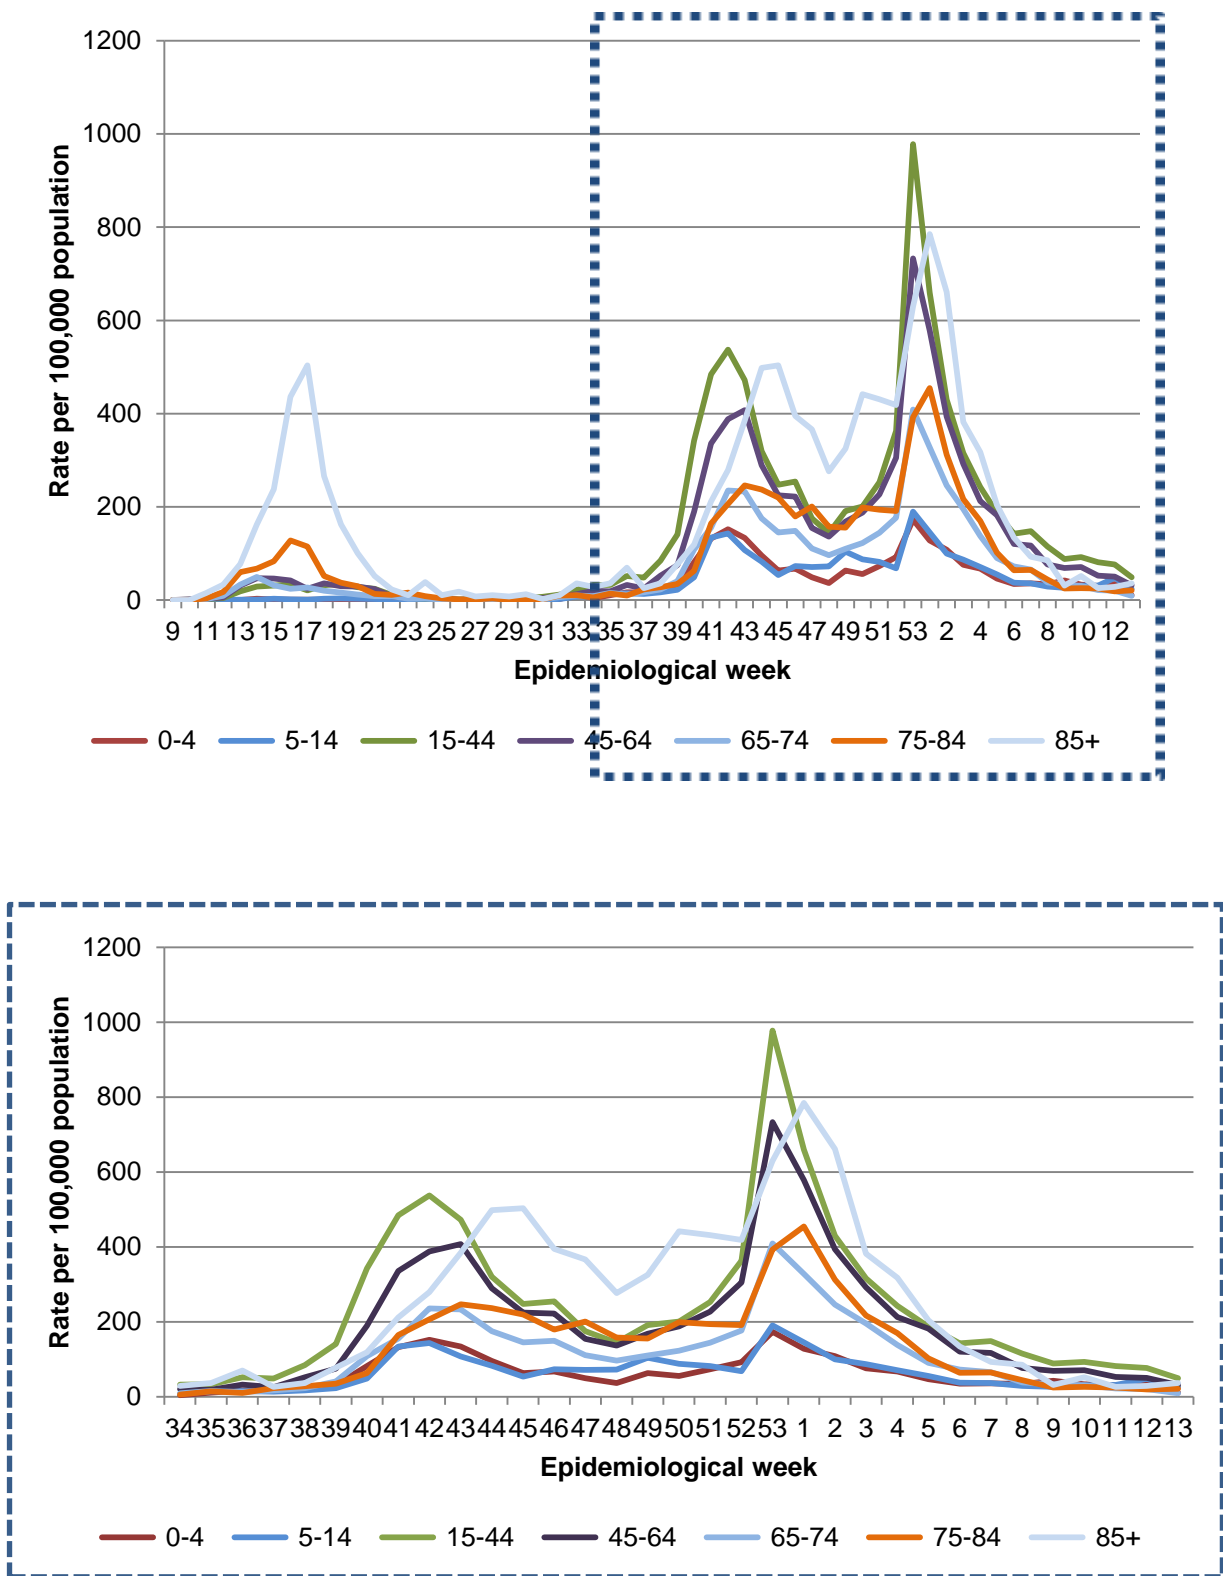 1200
1000
800
600
400
200
0
Rate per 100,000 population
9 11 13 15 17 19 21 23 25 27 29 31 33 35 37 39 41 43 45 47 49 51 53 2 4 6 8 10 12
Epidemiological week
0-4 5-14 15-44 45-64 65-74 75-84 85+
1200
1000
800
600
400
200
0
Rate per 100,000 population
34 35 36 37 38 39 40 41 42 43 44 45 46 47 48 49 50 51 52 53 1 2 3 4 5 6 7 8 9 10 11 12 13
Epidemiological week
0-4 5-14 15-44 45-64 65-74 75-84 85+